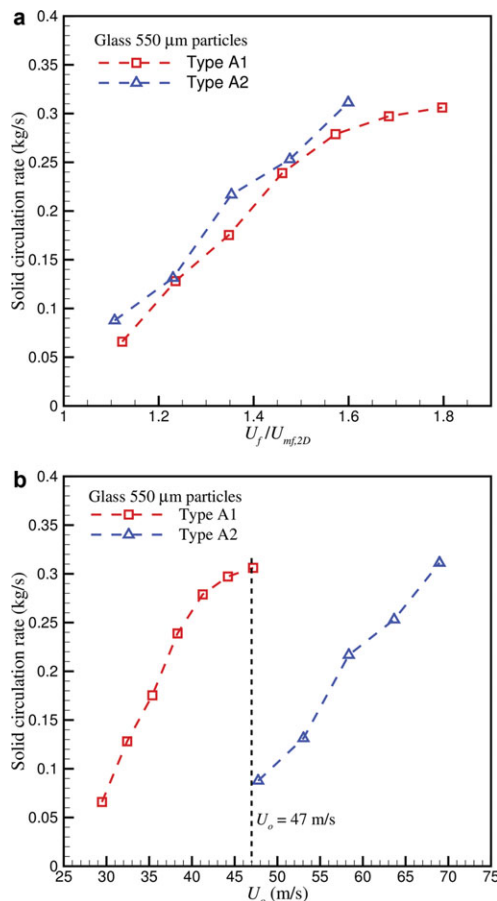 a
Glass 550 μm particles
Type A1
Type A2
Solid circulation rate (kg/s)
0.4
0.35
0.3
0.25
0.2
0.15
0.1
0.05
0
1 1.2 1.4 1.6 1.8
U_f /U_mf,2D
b
Glass 550 μm particles
Type A1
Type A2
Solid circulation rate (kg/s)
0.4
0.35
0.3
0.25
0.2
0.15
0.1
0.05
0
U_o = 47 m/s
25 30 35 40 45 50 55 60 65 70 75
U_o (m/s)